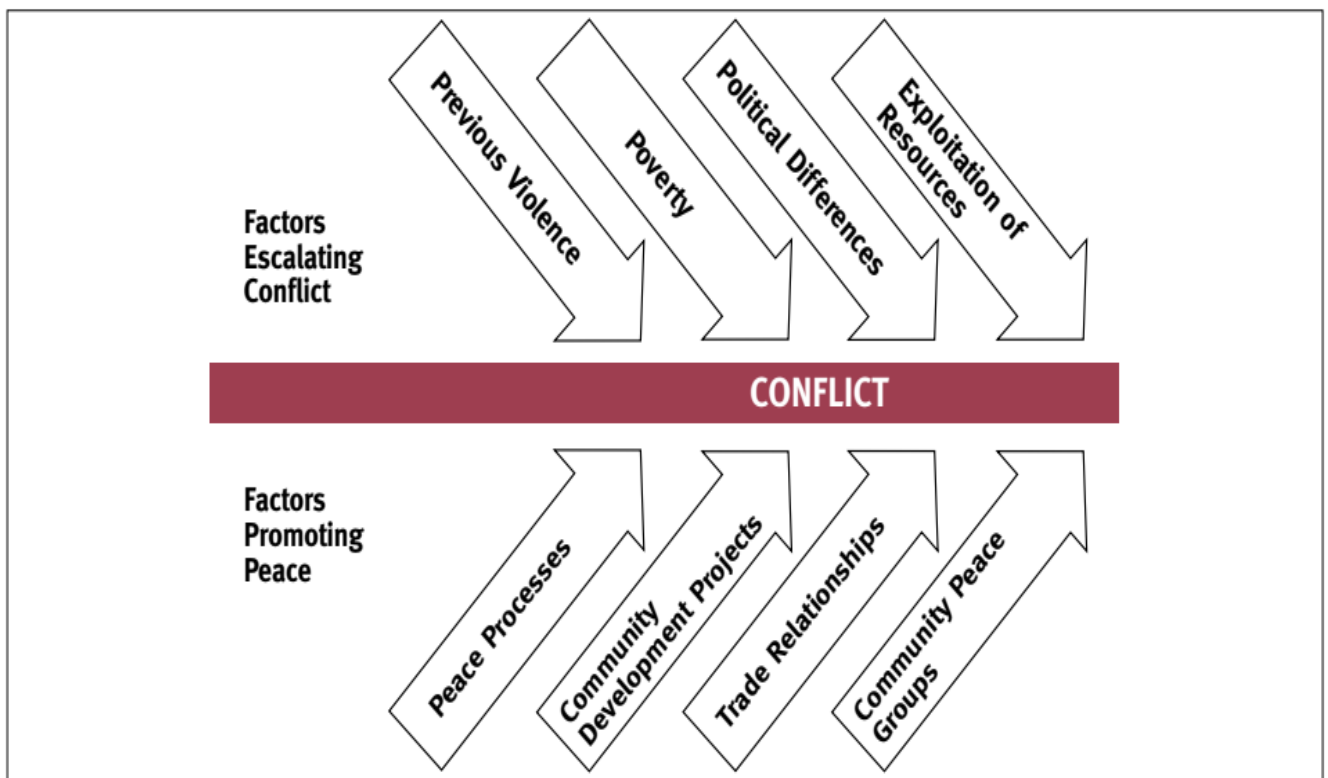 Previous Violence
Poverty
Political Differences
Exploitation of
Resources
Factors
Escalating
Conflict
CONFLICT
Factors
Promoting
Peace
Peace Processes
Community
Development Projects
Trade Relationships
Community Peace
Groups